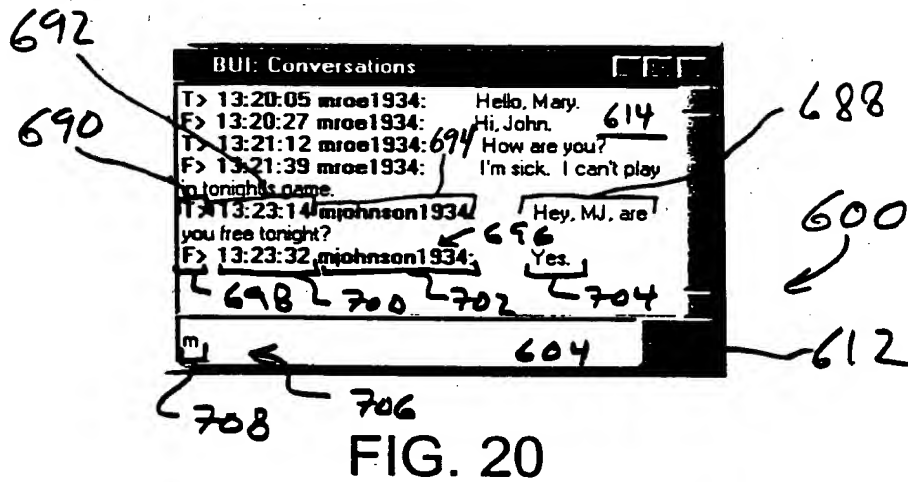 692
BUI: Conversations
T> 13:20:05 mroe1934: Hello, Mary.
F> 13:20:27 mroe1934: Hi, John. 614 688
690 T> 13:21:12 mroe1934: 694 How are you?
F> 13:21:39 mroe1934: I'm sick. I can't play
in tonight's game.
T> 13:23:14 mjohnson1934: Hey, MJ, are
you free tonight? 696 600
F> 13:23:32 mjohnson1934: Yes.
698 700 702 704
m 604 612
708 706
FIG. 20